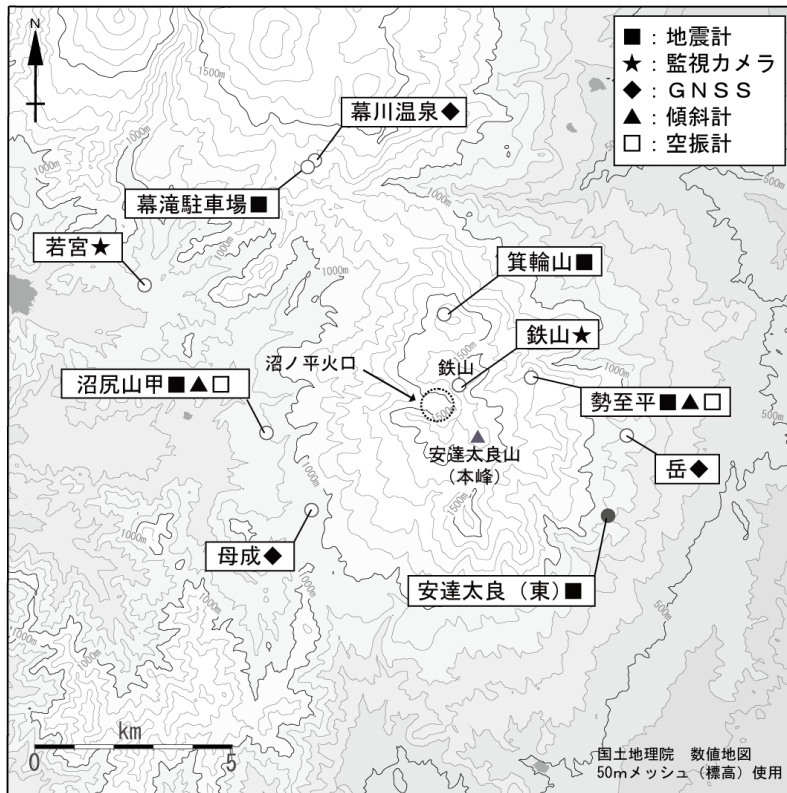 N
■：地震計
★：監視カメラ
◆：ＧＮＳＳ
▲：傾斜計
□：空振計
1500m
幕川温泉◆
1000m
1000m
500m
幕滝駐車場■
1000m
若宮★
1000m
箕輪山■
鉄山★
沼ノ平火口
鉄山
1000m
沼尻山甲■▲□
勢至平■▲□
安達太良山
（本峰）
岳◆
1000m
1500m
1000m
母成◆
安達太良（東）■
500m
1000m
km
0 5
国土地理院　数値地図
50ｍメッシュ（標高）使用